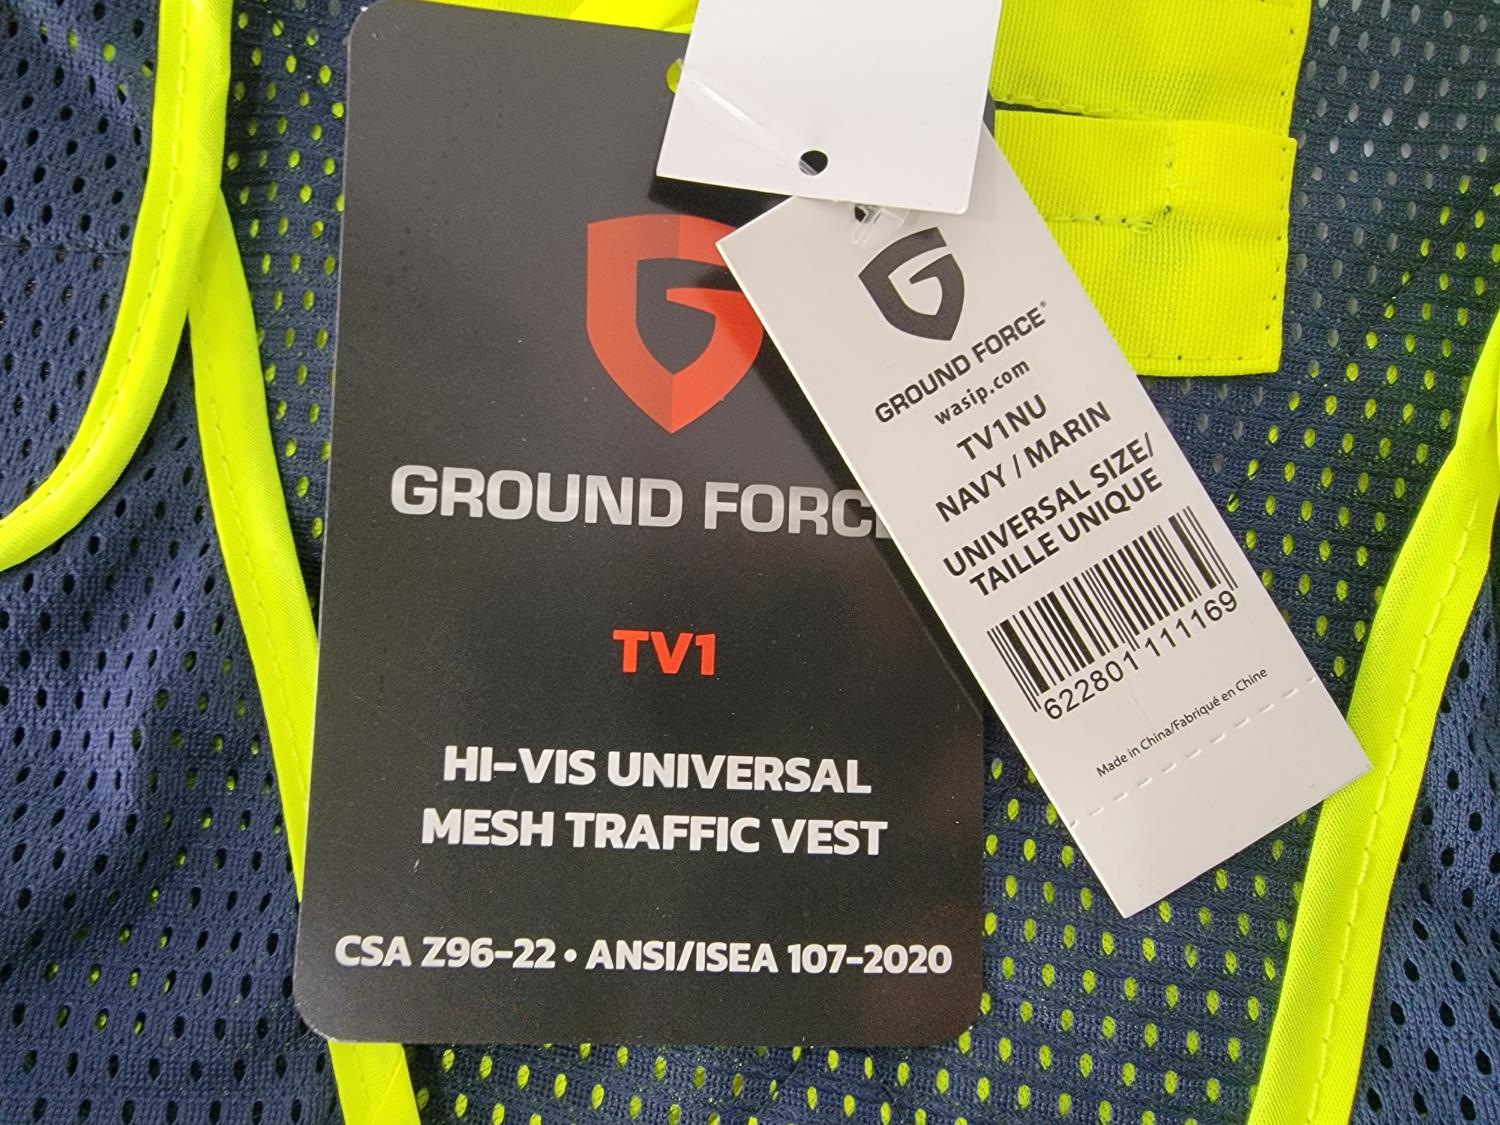 GROUND FORCE
TV1
HI-VIS UNIVERSAL
MESH TRAFFIC VEST
CSA Z96-22 • ANSI/ISEA 107-2020
GROUND FORCE®
wasip.com
TV1NU
NAVY / MARIN
UNIVERSAL SIZE/
TAILLE UNIQUE
622801 111169
Made in China/Fabriqué en Chine